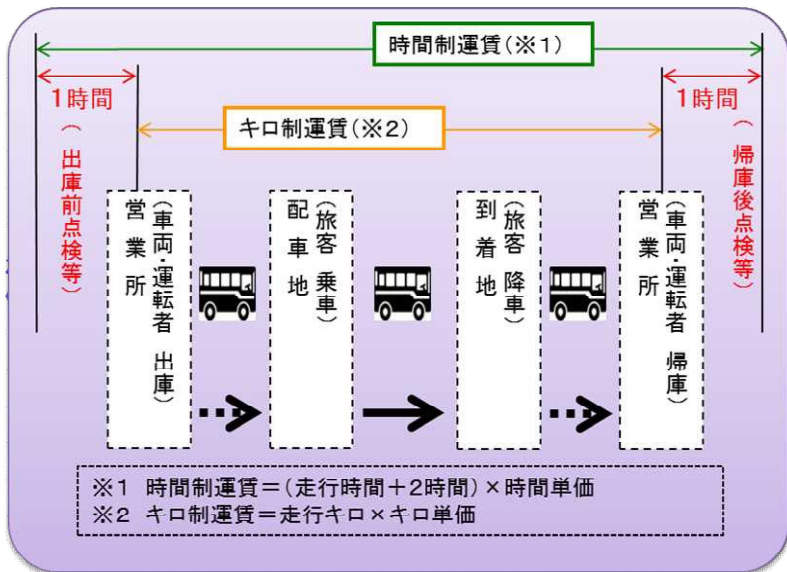 時間制運賃(※1)
1時間
(出庫前点検等)
キロ制運賃(※2)
1時間
(帰庫後点検等)
営業所
(車両・運転者 出庫)
配車地
(旅客 乗車)
到着地
(旅客 降車)
営業所
(車両・運転者 帰庫)
※1 時間制運賃=(走行時間+2時間)×時間単価
※2 キロ制運賃=走行キロ×キロ単価